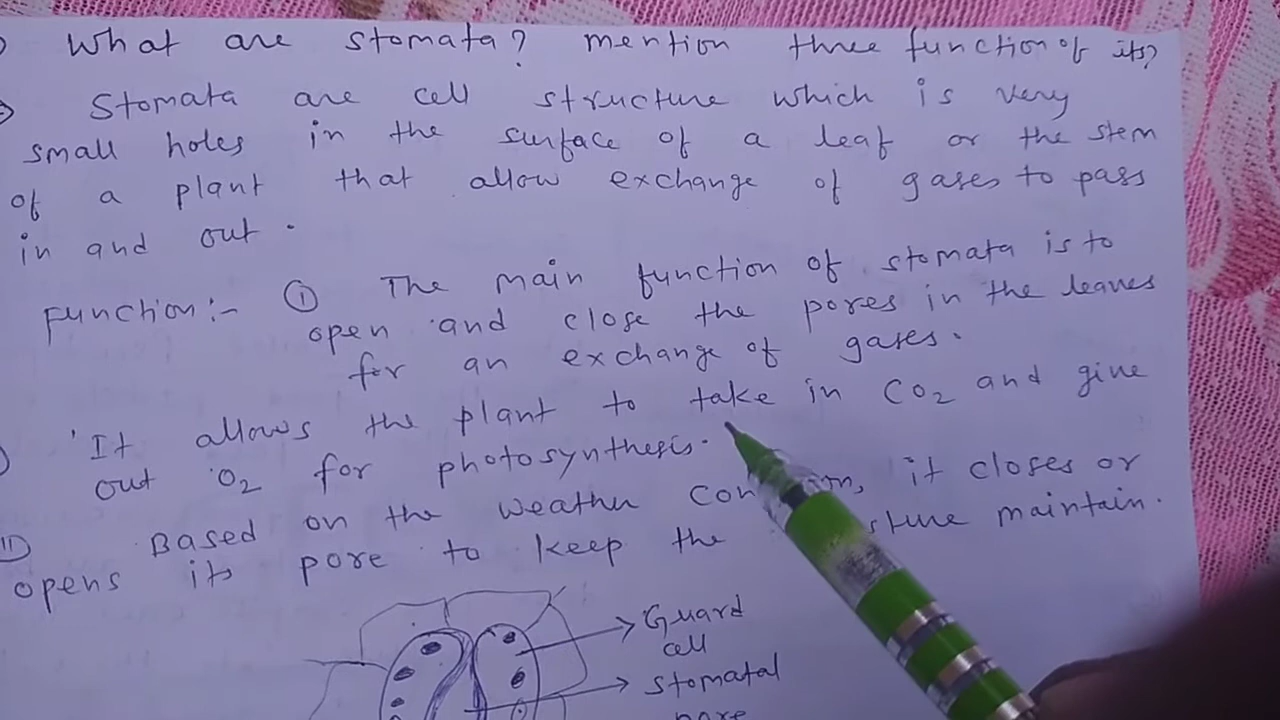 What are stomata? mention three function of its?
Stomata are cell structure which is very
small holes in the surface of a leaf or the stem
of a plant that allow exchange of gases to pass
in and out.
Function:- ① The main function of stomata is to
open and close the pores in the leaves
for an exchange of gases.
It allows the plant to take in CO2 and give
out O2 for photosynthesis.
Based on the weather it closes or
opens its pore to keep the maintain.
Guard
cell
stomatal
pore